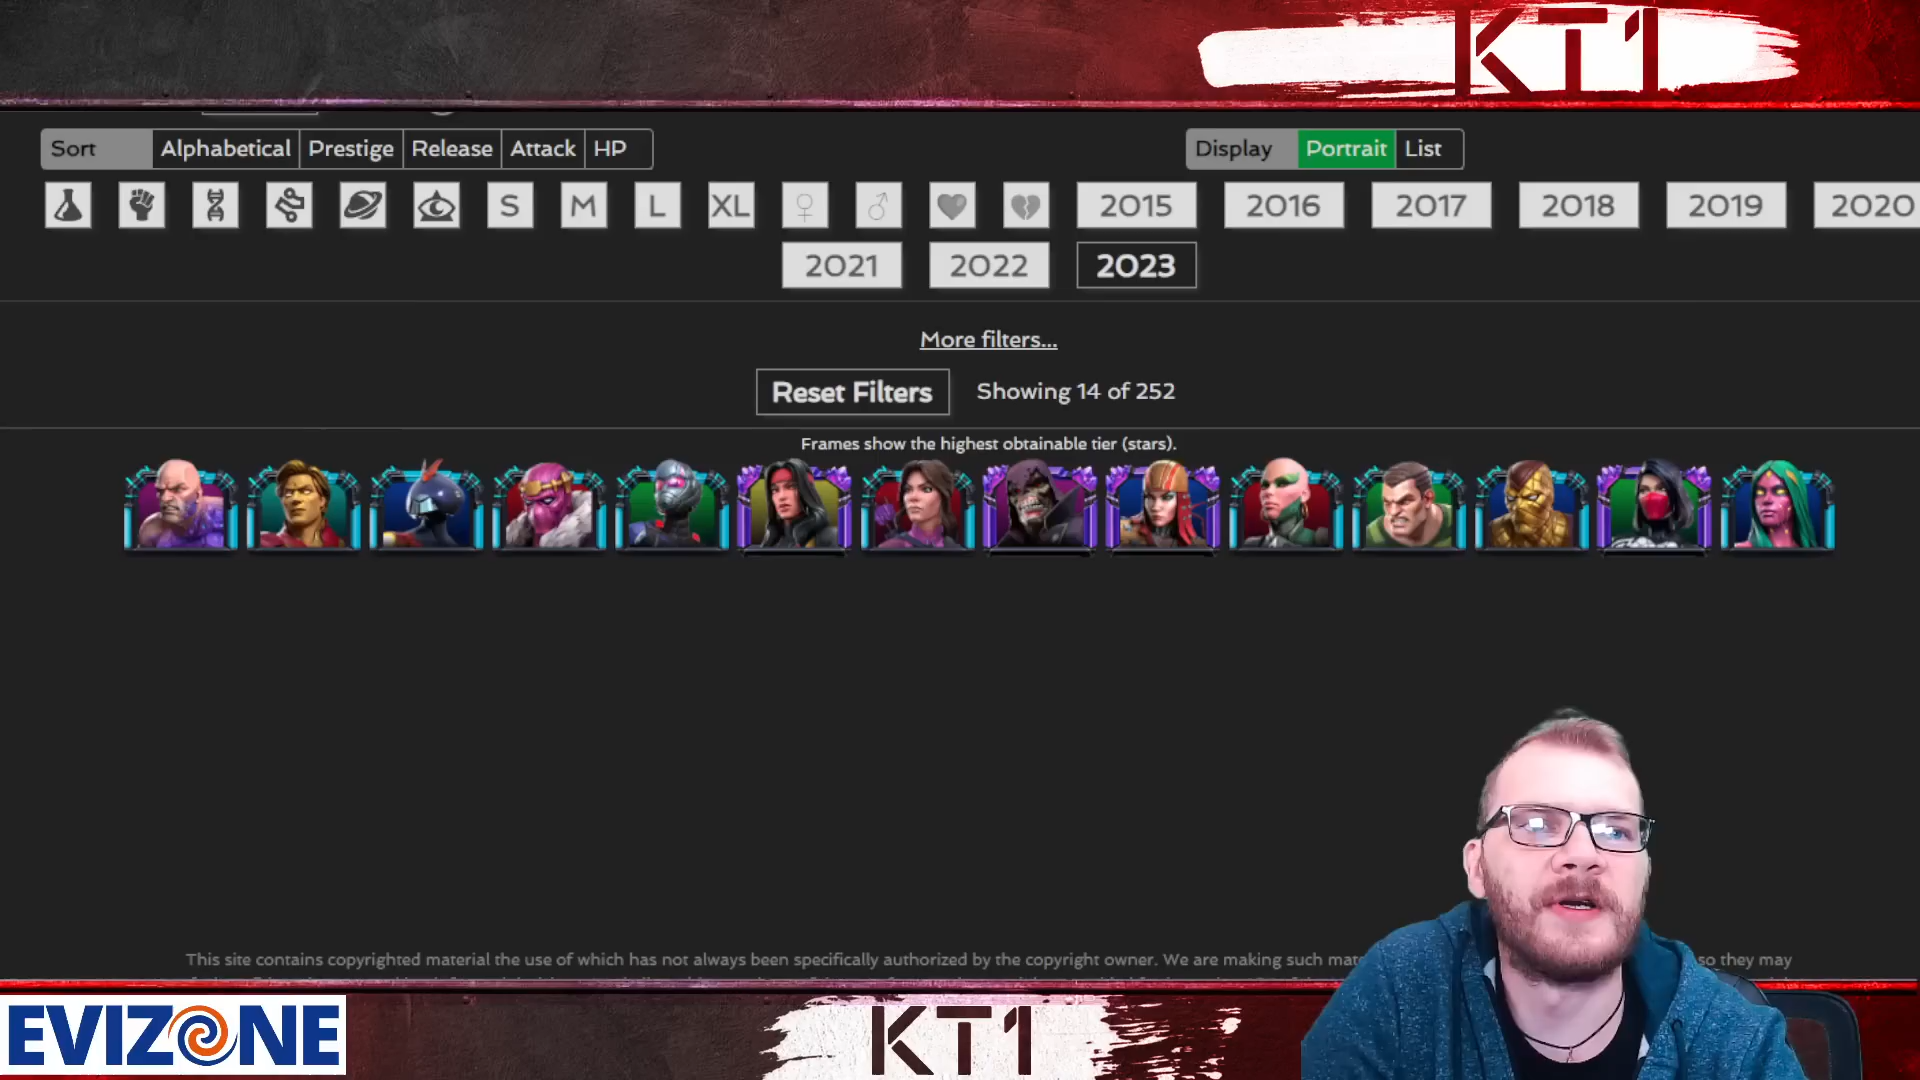 KT1
Sort Alphabetical Prestige Release Attack HP
Display Portrait List
S M L XL 2015 2016 2017 2018 2019 2020
2021 2022 2023
More filters...
Reset Filters Showing 14 of 252
Frames show the highest obtainable tier (stars).
This site contains copyrighted material the use of which has not always been specifically authorized by the copyright owner. We are making such so they may
EVIZONE
KT1